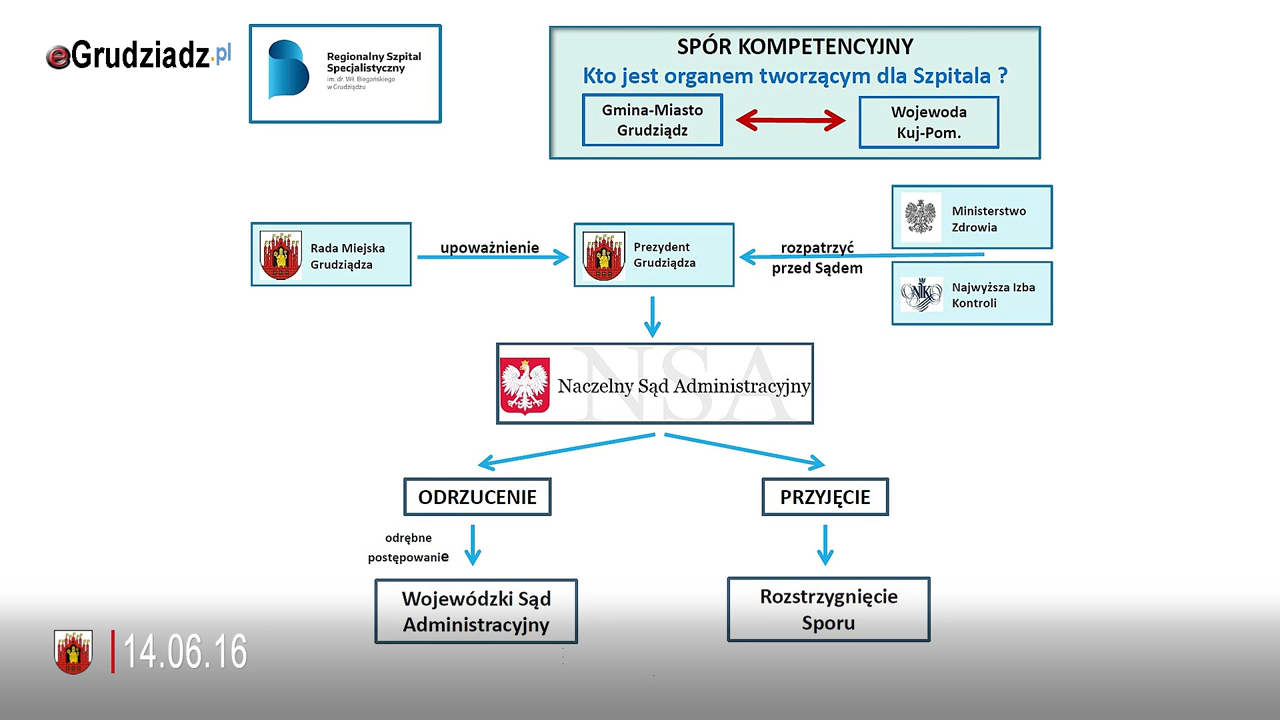 eGrudziadz.pl
Regionalny Szpital
Specjalistyczny
im. dr. Wł. Biegańskiego
w Grudziądzu
SPÓR KOMPETENCYJNY
Kto jest organem tworzącym dla Szpitala ?
Gmina-Miasto
Grudziądz
Wojewoda
Kuj-Pom.
Rada Miejska
Grudziądza
upoważnienie
Prezydent
Grudziądza
rozpatrzyć
przed Sądem
Ministerstwo
Zdrowia
NIK
Najwyższa Izba
Kontroli
NSA
Naczelny Sąd Administracyjny
ODRZUCENIE
PRZYJĘCIE
odrębne
postępowanie
Wojewódzki Sąd
Administracyjny
Rozstrzygnięcie
Sporu
14.06.16